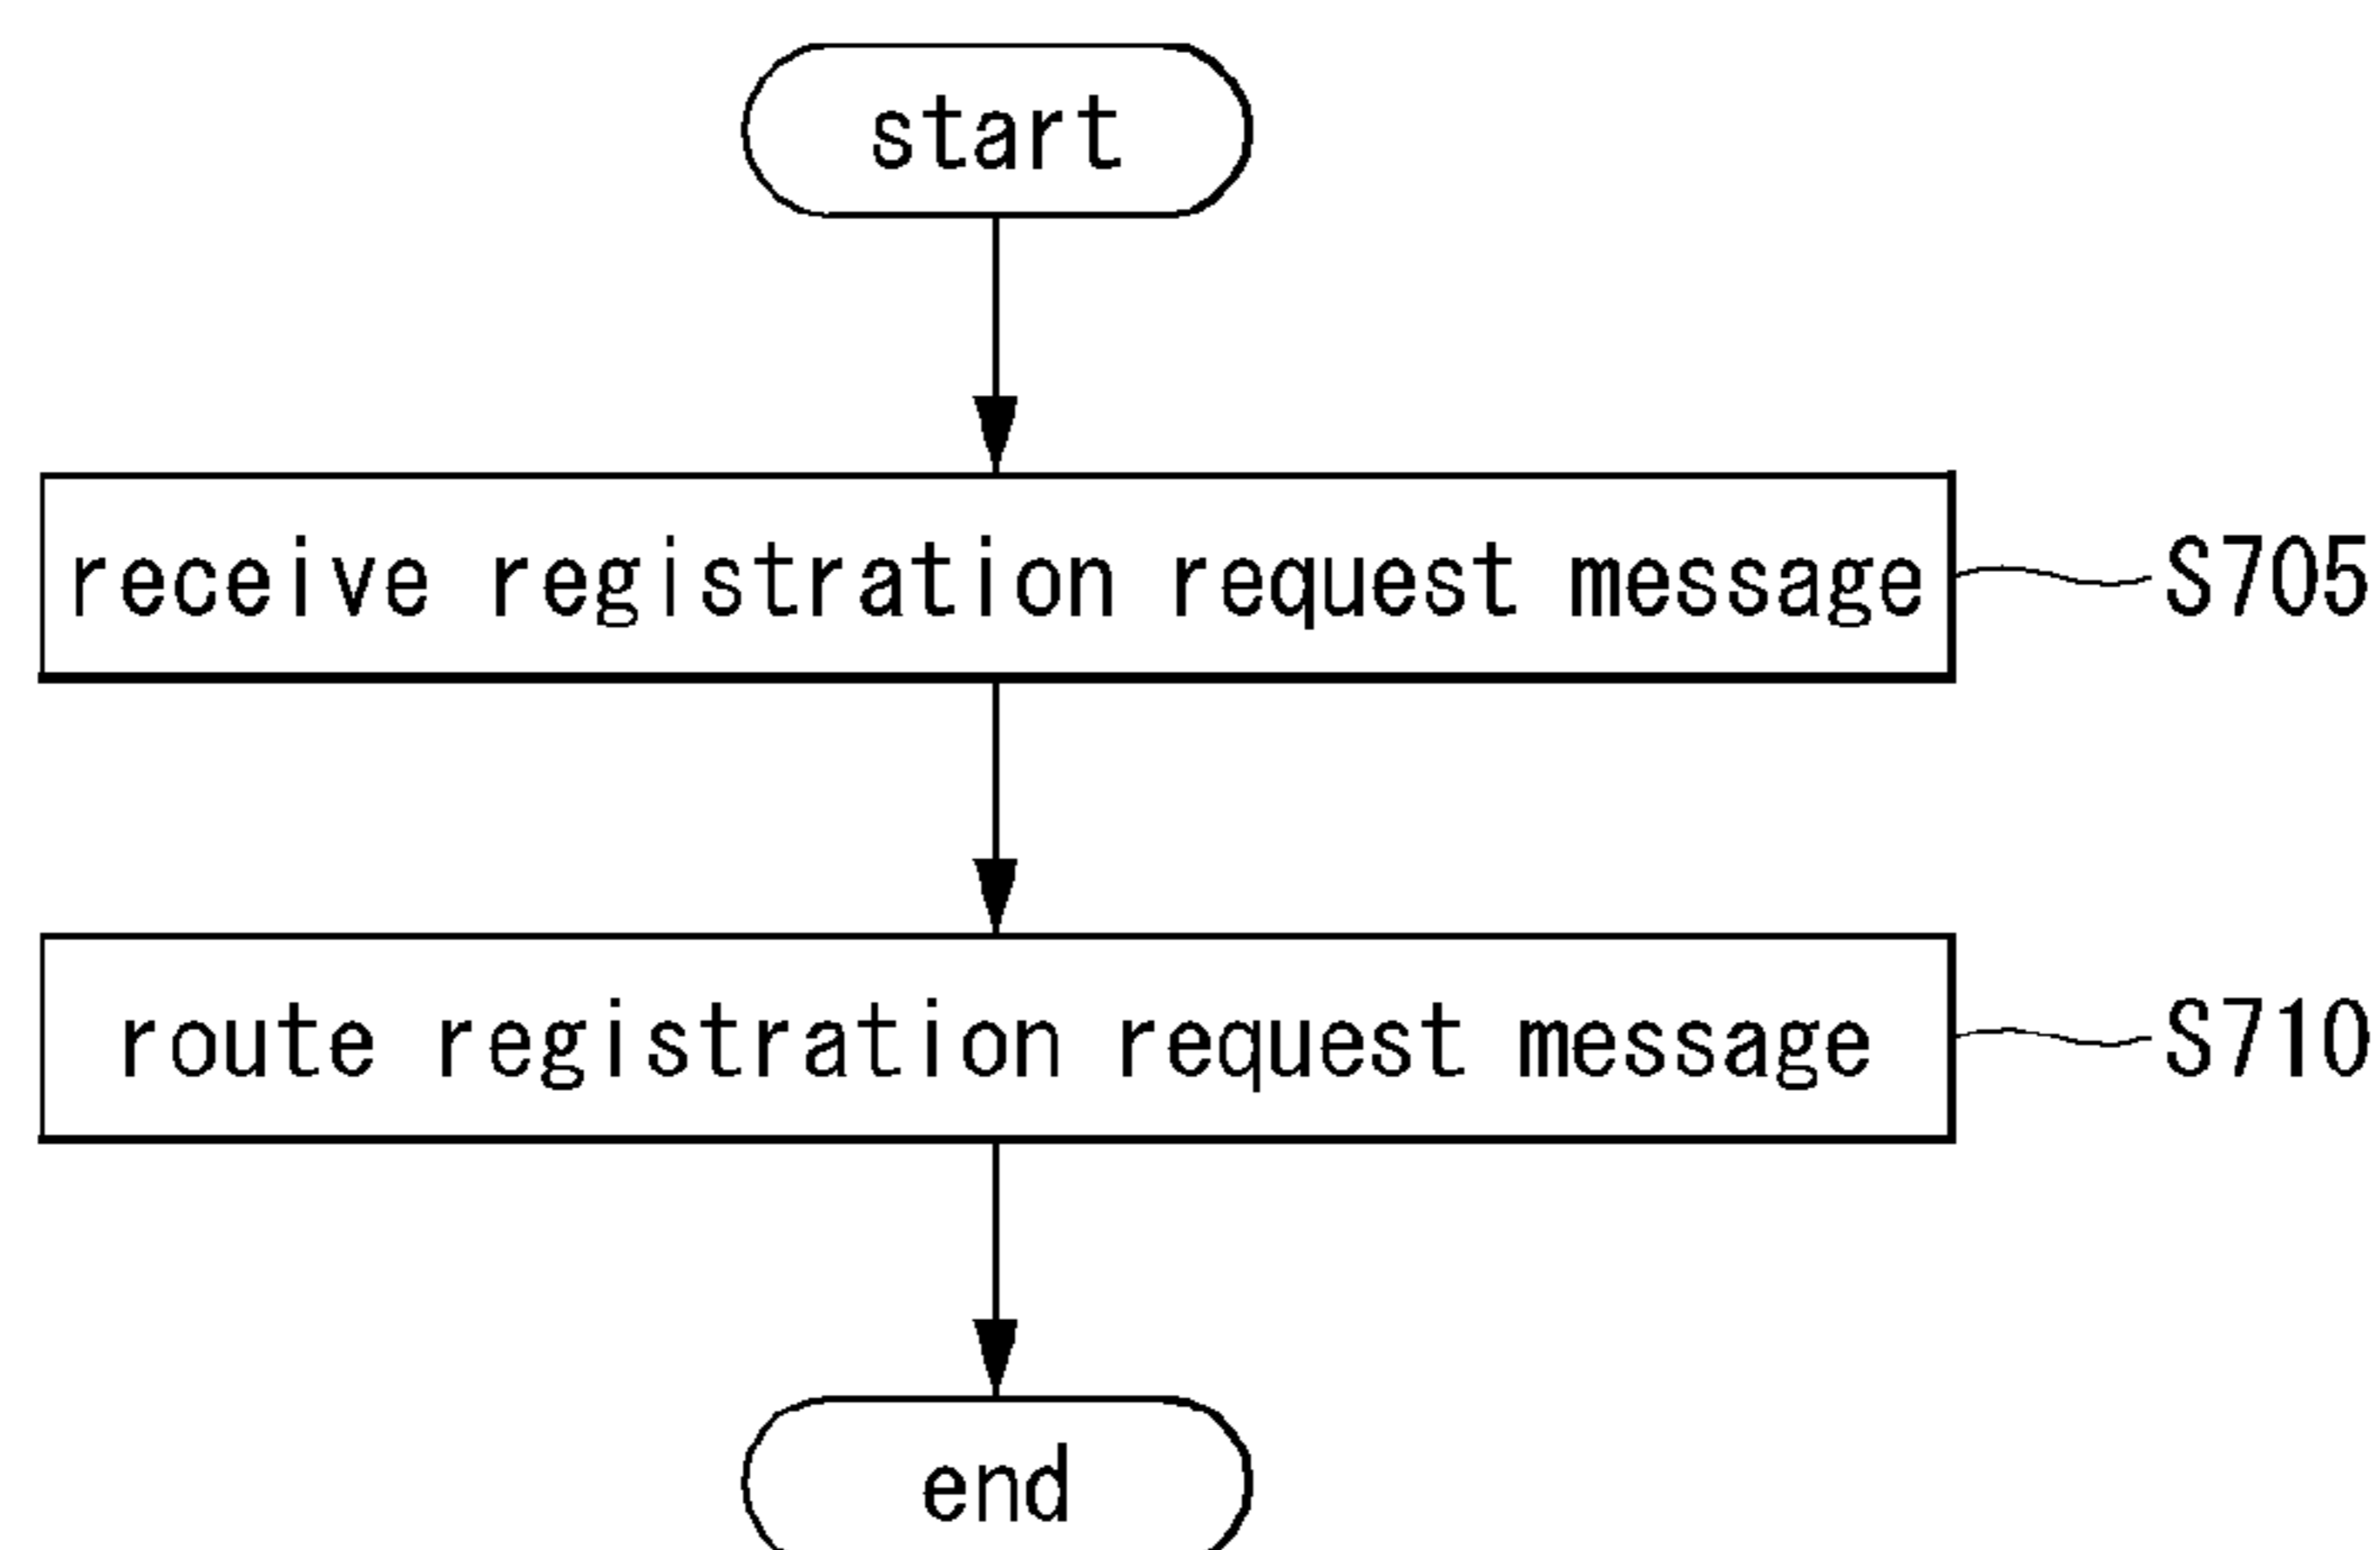 start
receive registration request message
S705
route registration request message
S710
end